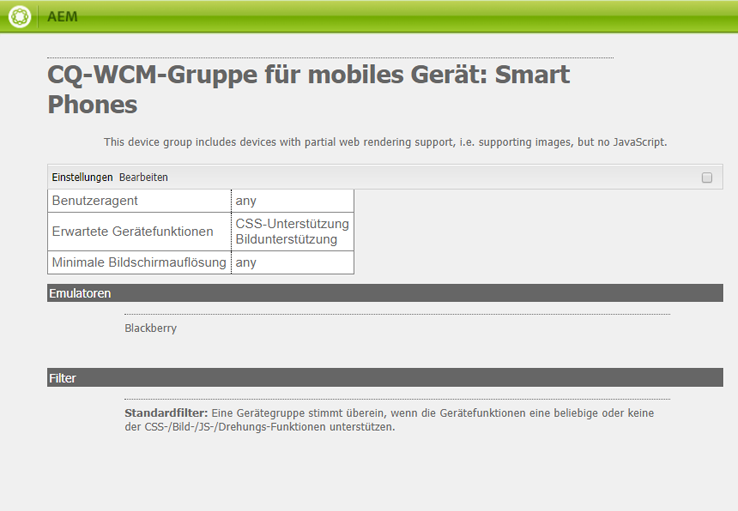 AEM
CQ-WCM-Gruppe für mobiles Gerät: Smart
Phones
This device group includes devices with partial web rendering support, i.e. supporting images, but no JavaScript.
Einstellungen Bearbeiten
Benutzeragent any
Erwartete Gerätefunktionen CSS-Unterstützung
Bildunterstützung
Minimale Bildschirmauflösung any
Emulatoren
Blackberry
Filter
Standardfilter: Eine Gerätegruppe stimmt überein, wenn die Gerätefunktionen eine beliebige oder keine
der CSS-/Bild-/JS-/Drehungs-Funktionen unterstützen.